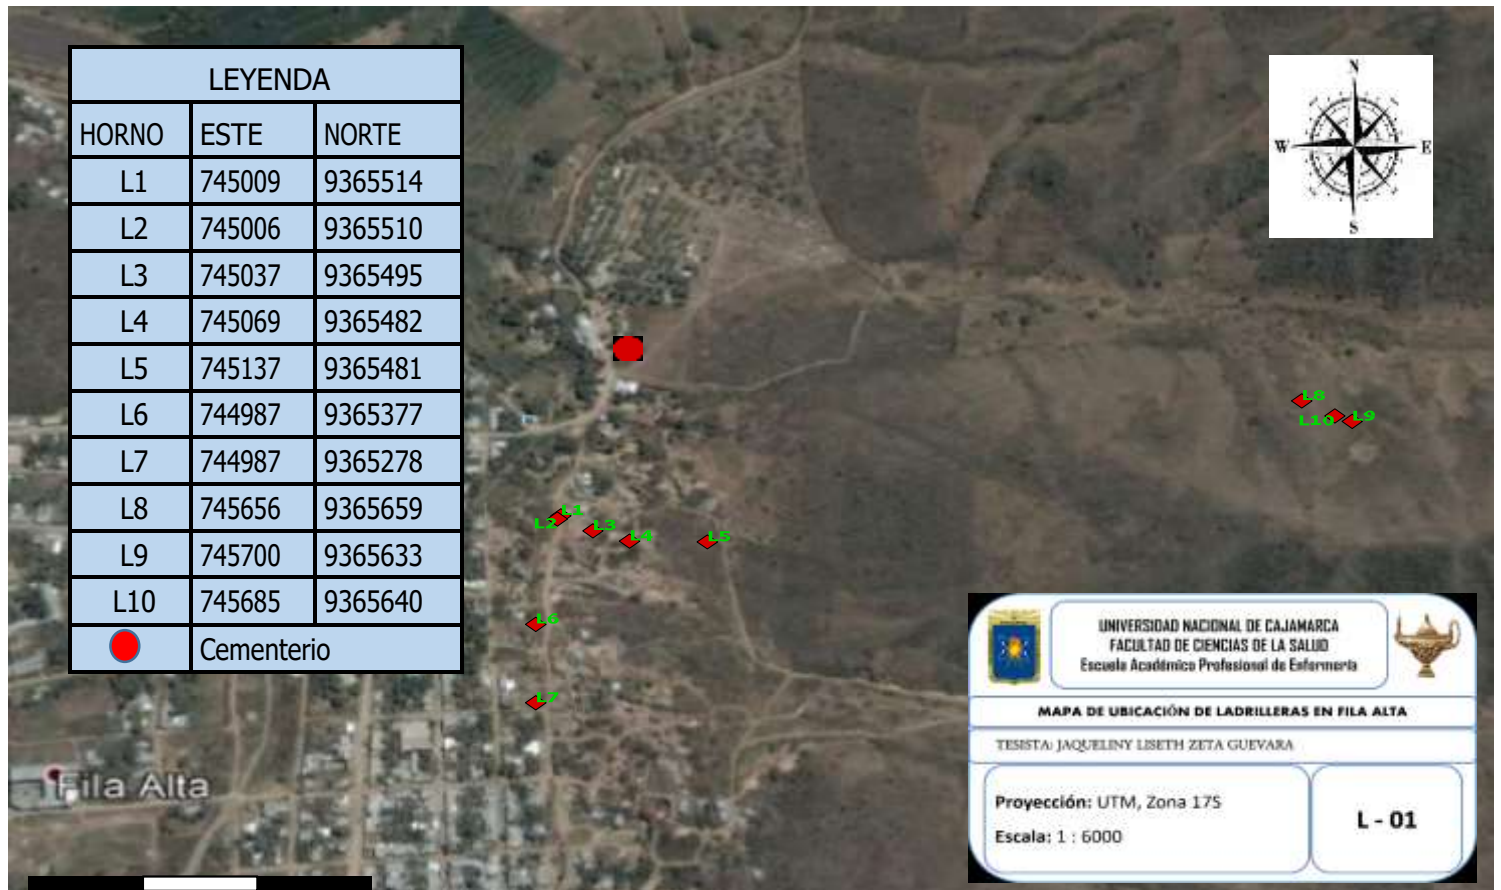 LEYENDA
HORNO ESTE NORTE
L1 745009 9365514
L2 745006 9365510
L3 745037 9365495
L4 745069 9365482
L5 745137 9365481
L6 744987 9365377
L7 744987 9365278
L8 745656 9365659
L9 745700 9365633
L10 745685 9365640
Cementerio
N
W E
S
L8
L10 L9
L1
L2
L3
L4
L5
L6
L7
Fila Alta
UNIVERSIDAD NACIONAL DE CAJAMARCA
FACULTAD DE CIENCIAS DE LA SALUD
Escuela Académico Profesional de Enfermería
MAPA DE UBICACIÓN DE LADRILLERAS EN FILA ALTA
TESISTA: JAQUELINY LISETH ZETA GUEVARA
Proyección: UTM, Zona 17S
Escala: 1 : 6000
L - 01